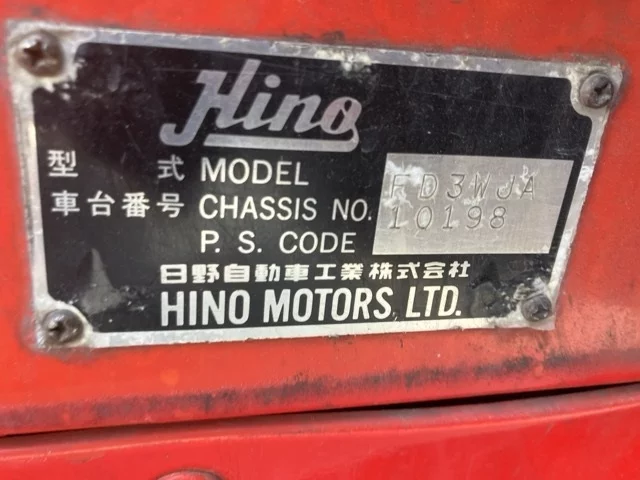 Hino
型 式 MODEL FD3WJA
車台番号 CHASSIS NO. 10198
P. S. CODE
日野自動車工業株式会社
HINO MOTORS, LTD.